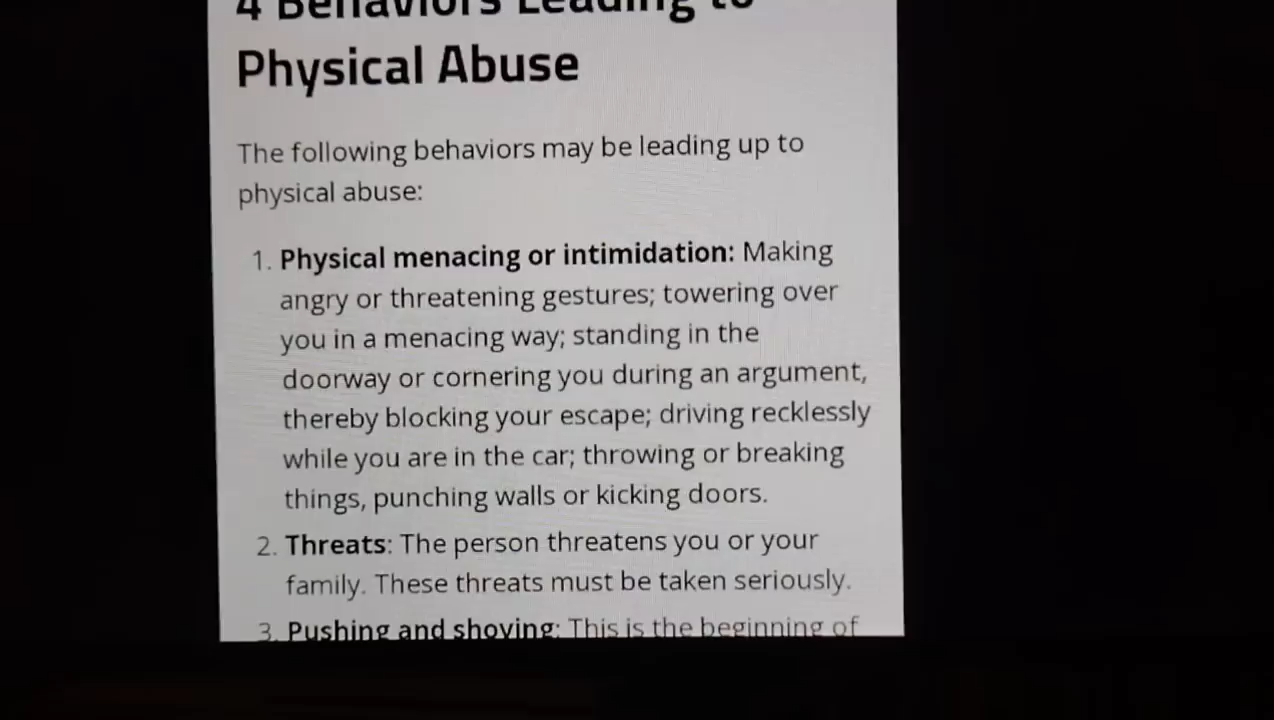 4 Behaviors Leading to
Physical Abuse
The following behaviors may be leading up to
physical abuse:
1. Physical menacing or intimidation: Making
angry or threatening gestures; towering over
you in a menacing way; standing in the
doorway or cornering you during an argument,
thereby blocking your escape; driving recklessly
while you are in the car; throwing or breaking
things, punching walls or kicking doors.
2. Threats: The person threatens you or your
family. These threats must be taken seriously.
3. Pushing and shoving: This is the beginning of